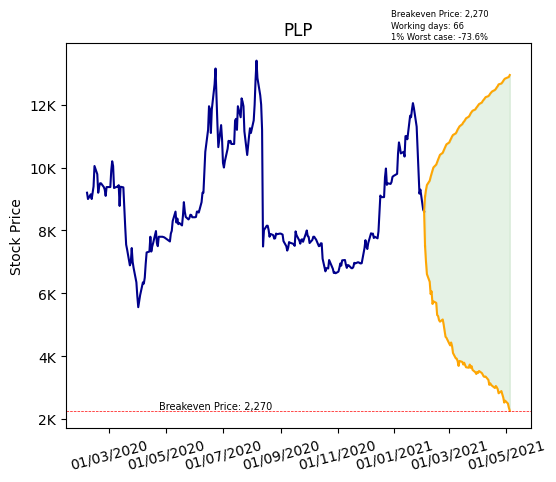 Breakeven Price: 2,270
Working days: 66
1% Worst case: -73.6%
PLP
Stock Price
12K
10K
8K
6K
4K
2K
Breakeven Price: 2,270
01/03/2020
01/05/2020
01/07/2020
01/09/2020
01/11/2020
01/01/2021
01/03/2021
01/05/2021